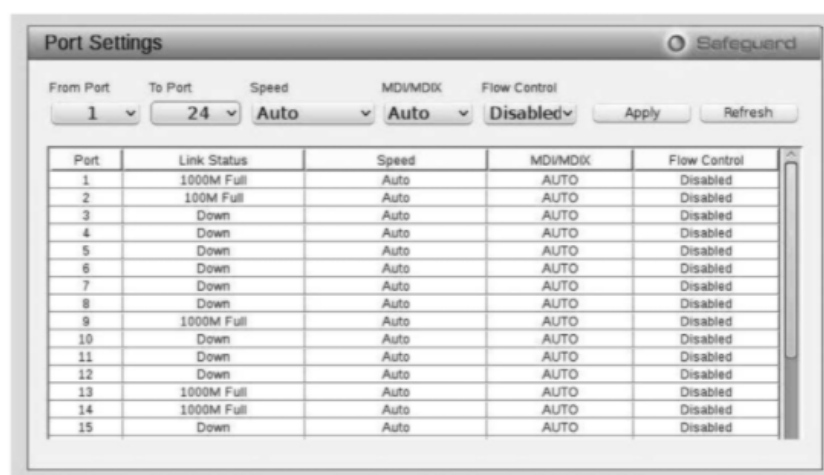 Port Settings Safeguard
From Port To Port Speed MDI/MDIX Flow Control
1 24 Auto Auto Disabled Apply Refresh
Port Link Status Speed MDI/MDIX Flow Control
1 1000M Full Auto AUTO Disabled
2 100M Full Auto AUTO Disabled
3 Down Auto AUTO Disabled
4 Down Auto AUTO Disabled
5 Down Auto AUTO Disabled
6 Down Auto AUTO Disabled
7 Down Auto AUTO Disabled
8 Down Auto AUTO Disabled
9 1000M Full Auto AUTO Disabled
10 Down Auto AUTO Disabled
11 Down Auto AUTO Disabled
12 Down Auto AUTO Disabled
13 1000M Full Auto AUTO Disabled
14 1000M Full Auto AUTO Disabled
15 Down Auto AUTO Disabled